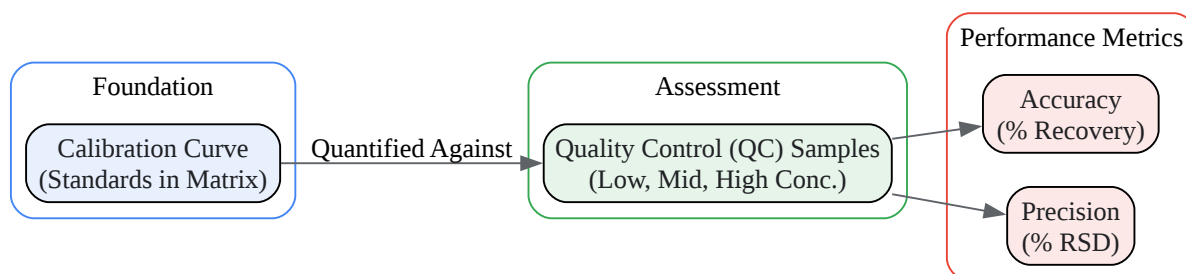 Foundation
Calibration Curve
(Standards in Matrix)
Quantified Against
Assessment
Quality Control (QC) Samples
(Low, Mid, High Conc.)
Performance Metrics
Accuracy
(% Recovery)
Precision
(% RSD)